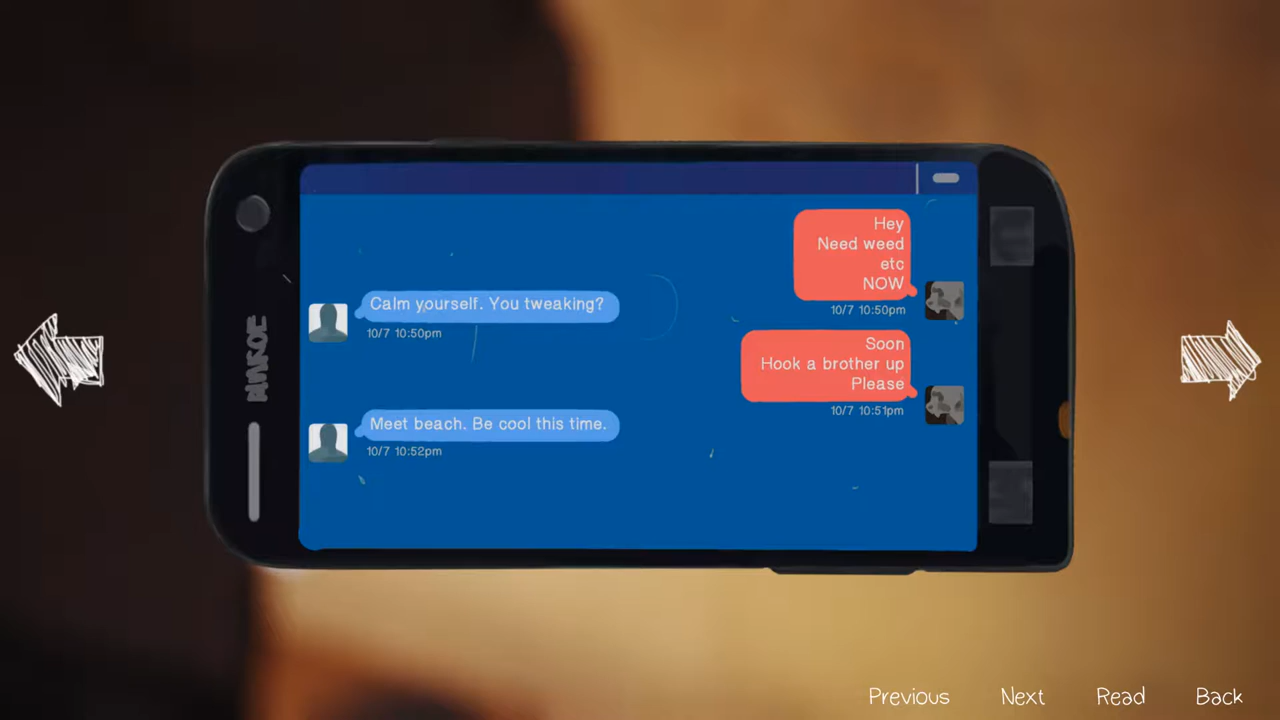 Hey
Need weed
etc
NOW
10/7 10:50pm
Calm yourself. You tweaking?
10/7 10:50pm
Soon
Hook a brother up
Please
10/7 10:51pm
Meet beach. Be cool this time.
10/7 10:52pm
Previous Next Read Back